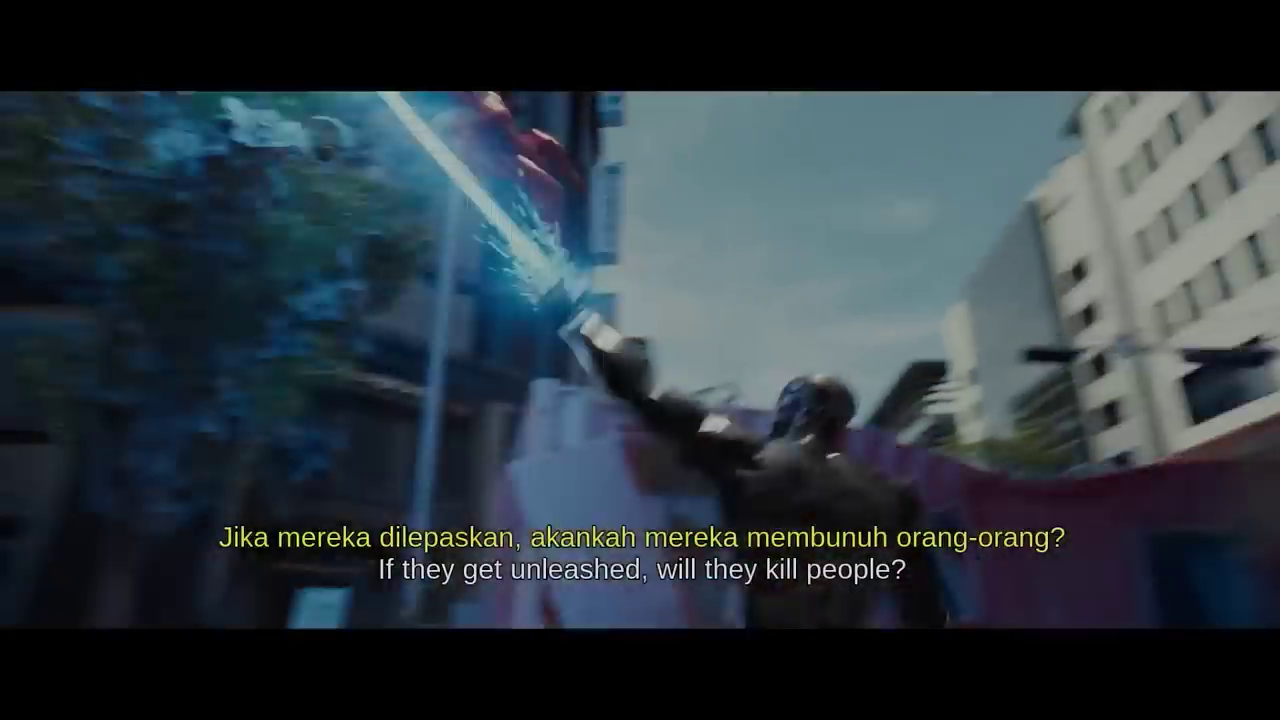 Jika mereka dilepaskan, akankah mereka membunuh orang-orang?
If they get unleashed, will they kill people?